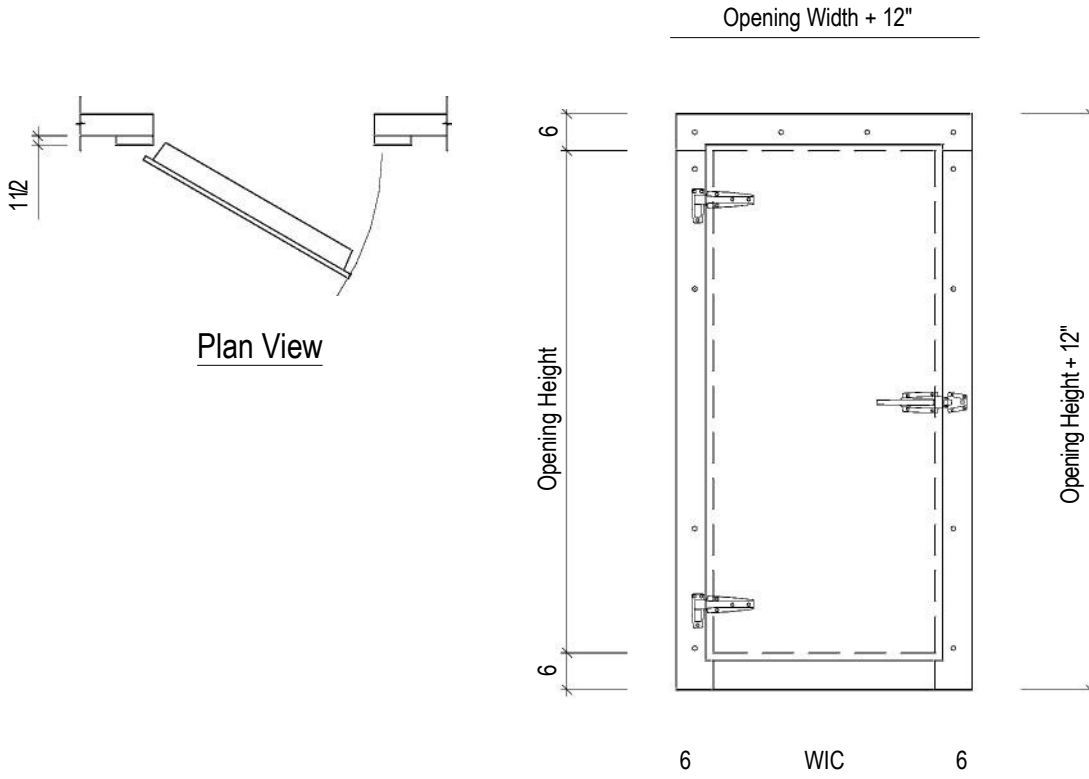 Opening Width + 12"
6
1 1/2
Plan View
Opening Height
Opening Height + 12"
6
6
WIC
6